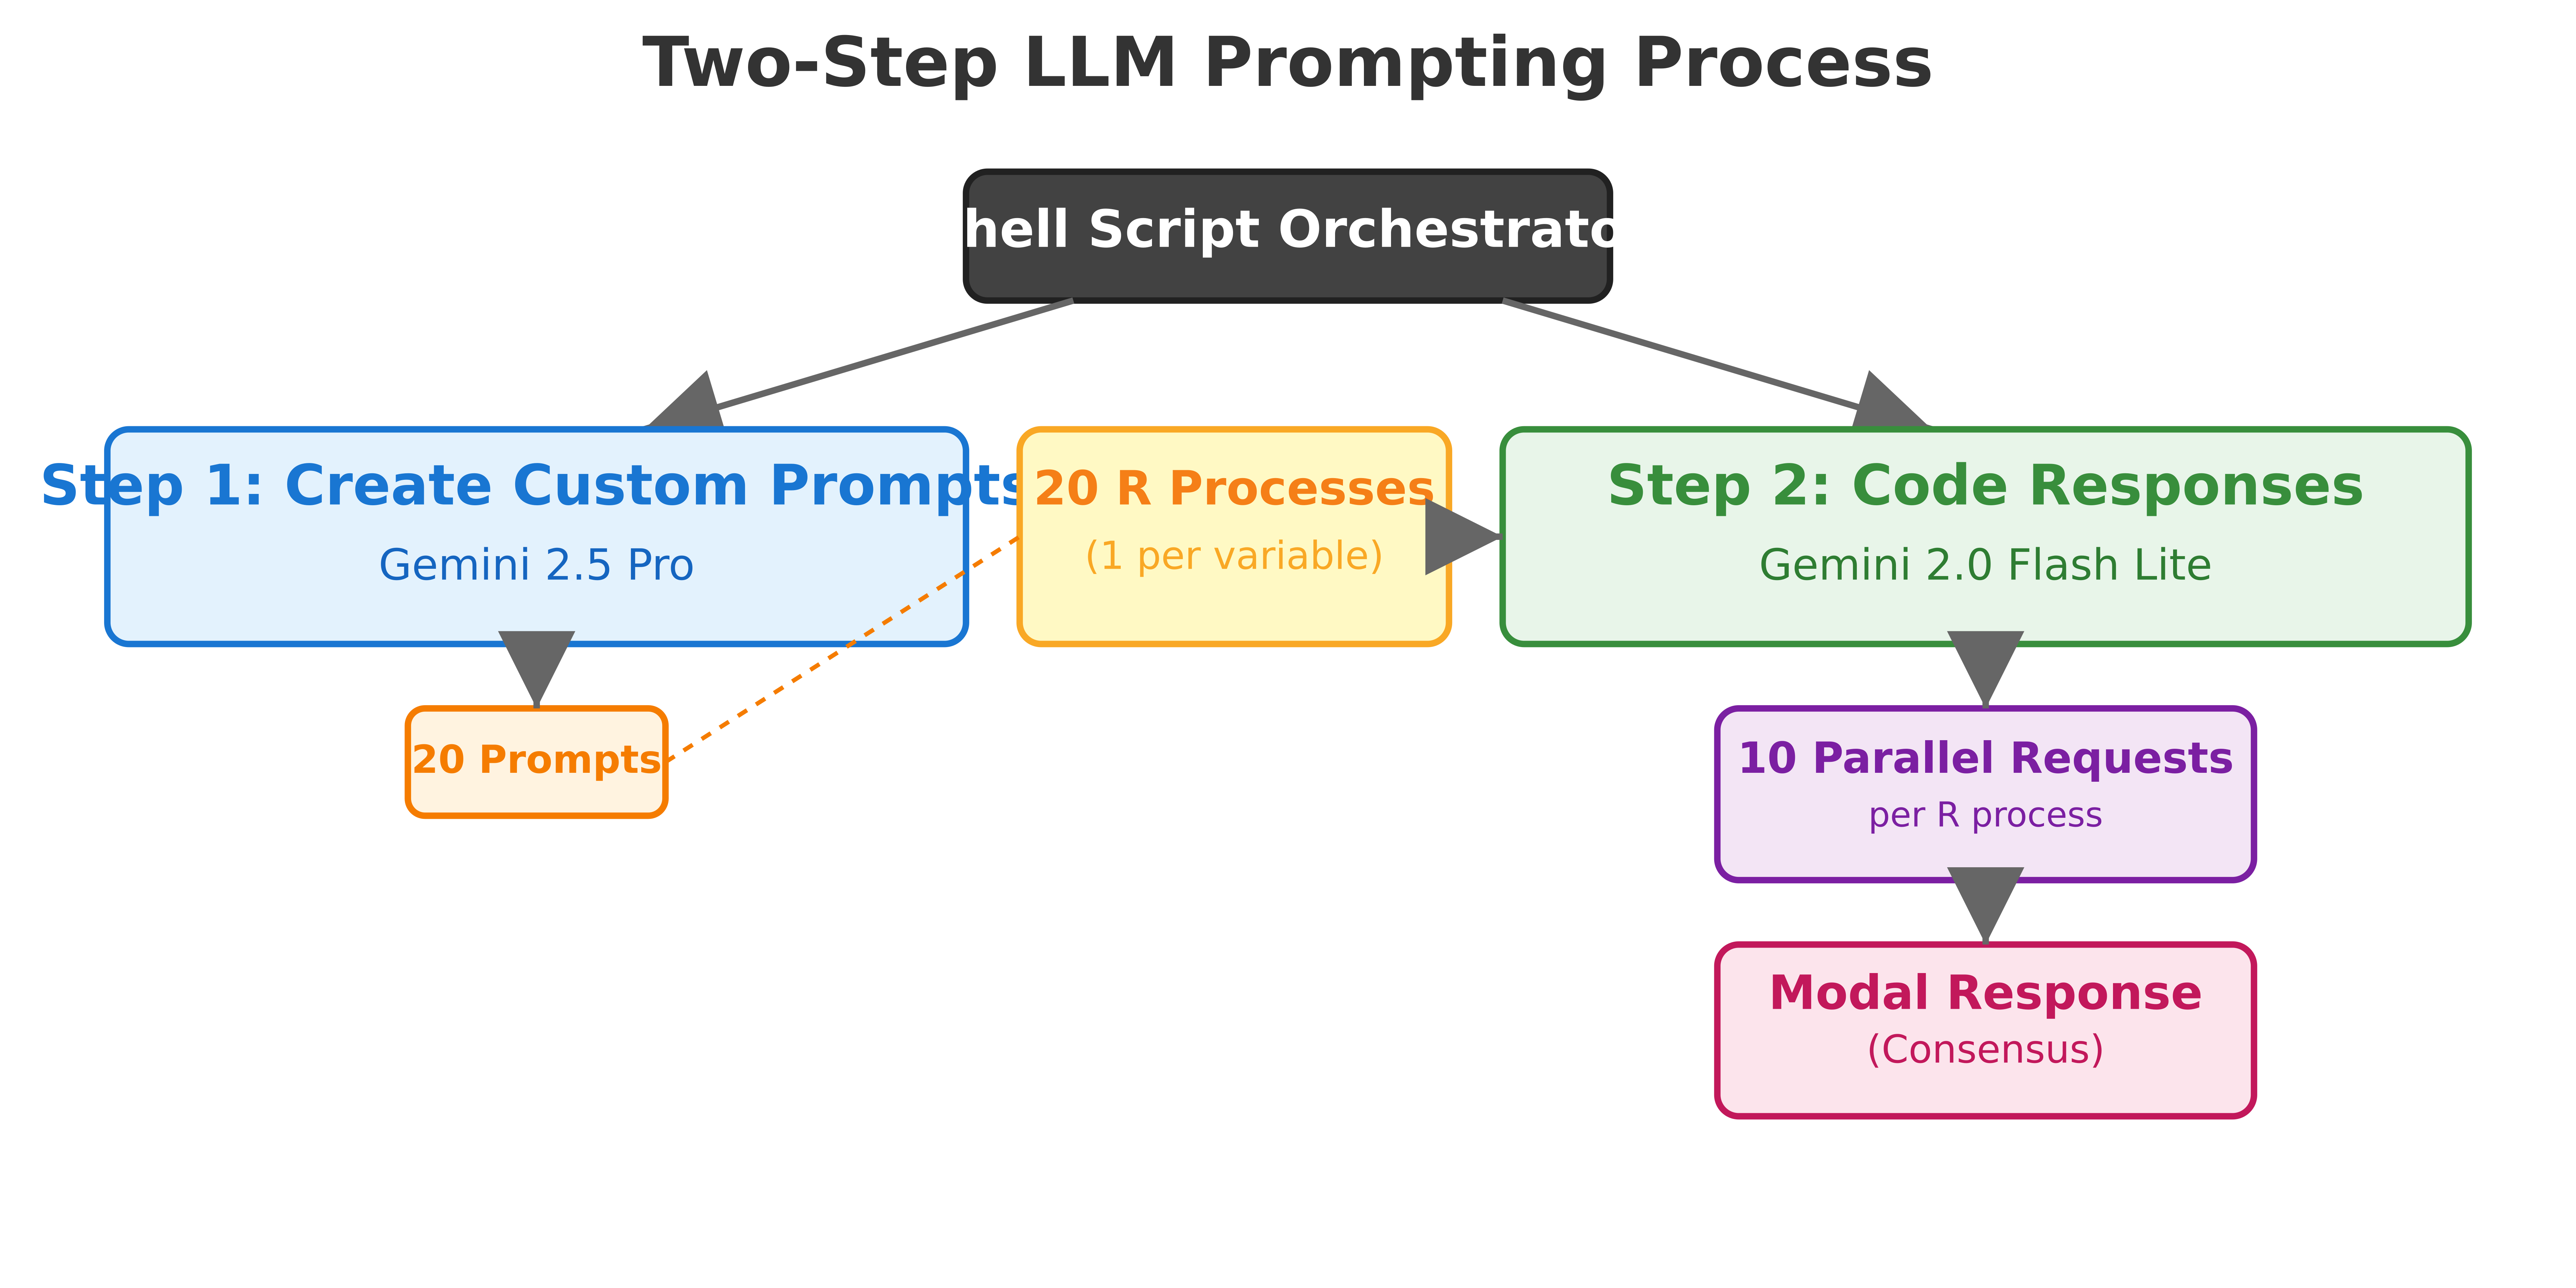 Two-Step LLM Prompting Process
hell Script Orchestrato
Step 1: Create Custom Prompts
Gemini 2.5 Pro
20 Prompts
20 R Processes
(1 per variable)
Step 2: Code Responses
Gemini 2.0 Flash Lite
10 Parallel Requests
per R process
Modal Response
(Consensus)